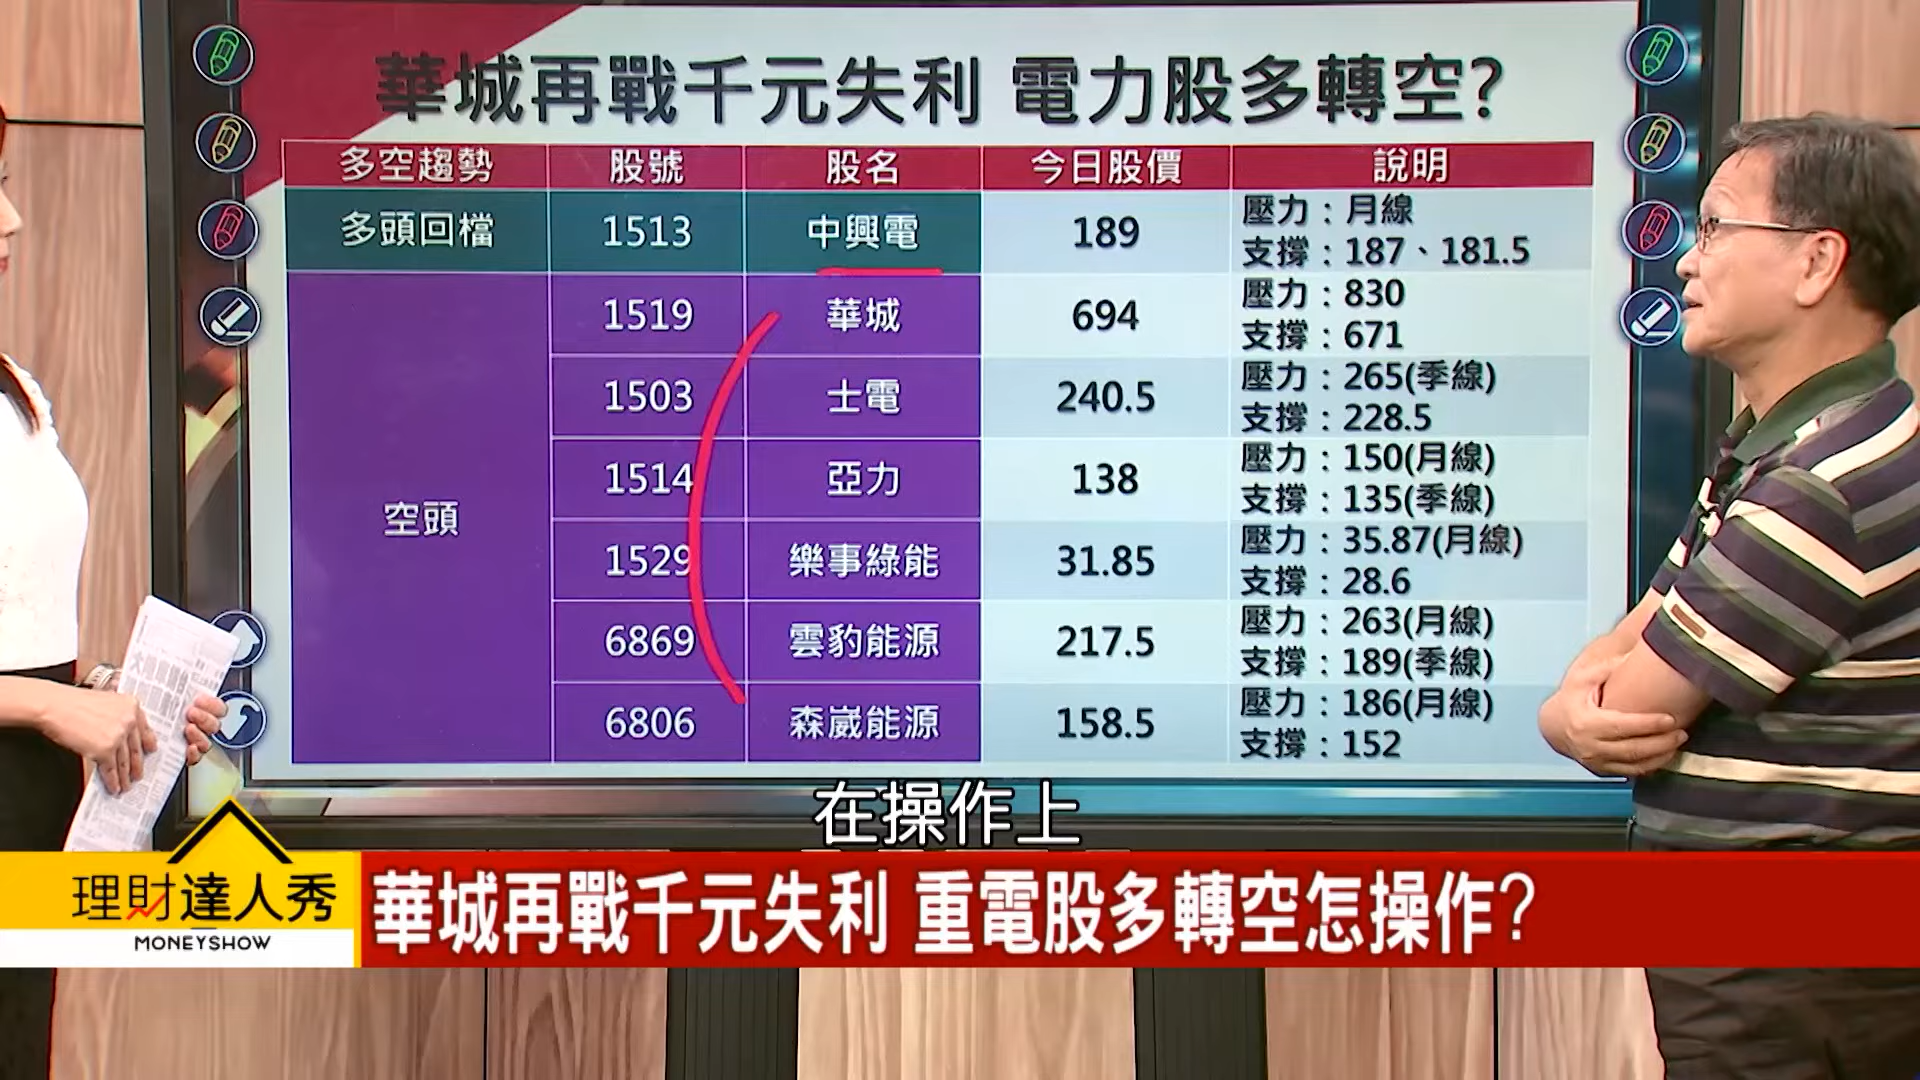 華城再戰千元失利 電力股多轉空?
多空趨勢 股號 股名 今日股價 說明
多頭回檔 1513 中興電 189 壓力：月線
支撐：187、181.5
空頭 1519 華城 694 壓力：830
支撐：671
1503 士電 240.5 壓力：265(季線)
支撐：228.5
1514 亞力 138 壓力：150(月線)
支撐：135(季線)
1529 樂事綠能 31.85 壓力：35.87(月線)
支撐：28.6
6869 雲豹能源 217.5 壓力：263(月線)
支撐：189(季線)
6806 森崴能源 158.5 壓力：186(月線)
支撐：152
在操作上
理財達人秀
MONEYSHOW
華城再戰千元失利 重電股多轉空怎操作?